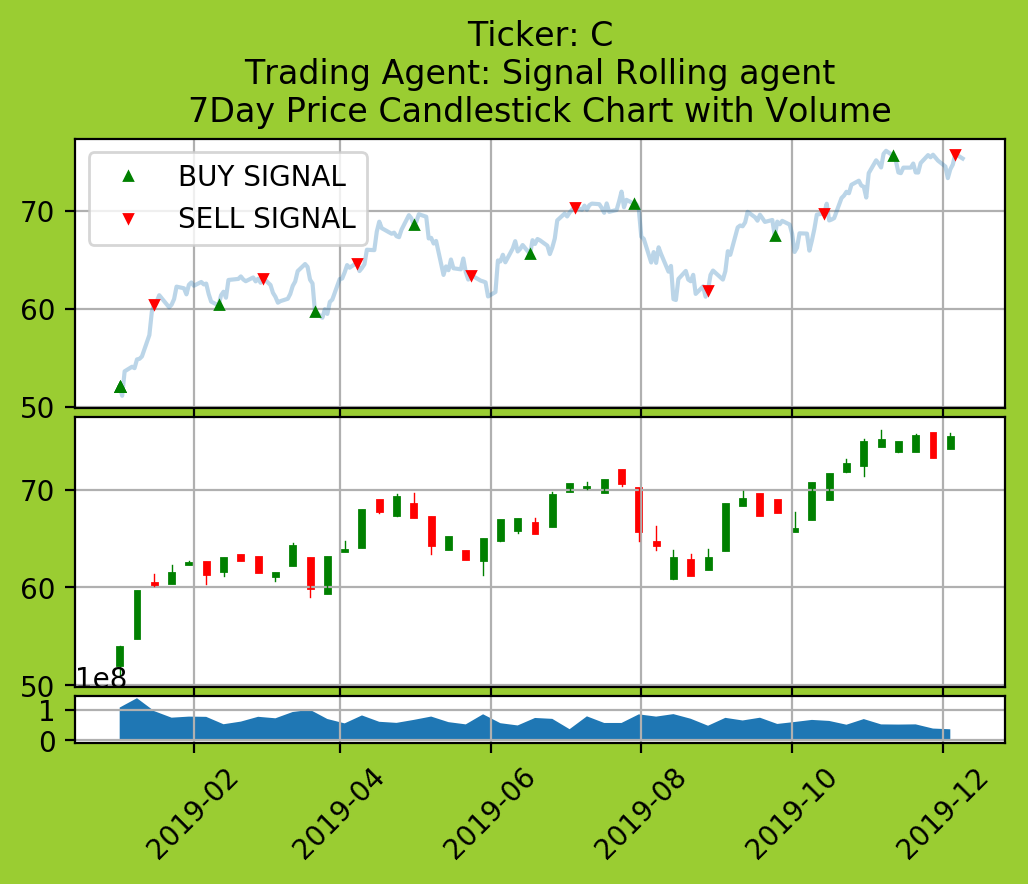 Ticker: C
Trading Agent: Signal Rolling agent
7Day Price Candlestick Chart with Volume
BUY SIGNAL
SELL SIGNAL
70
60
50
70
60
50
1e8
1
0
2019-02
2019-04
2019-06
2019-08
2019-10
2019-12